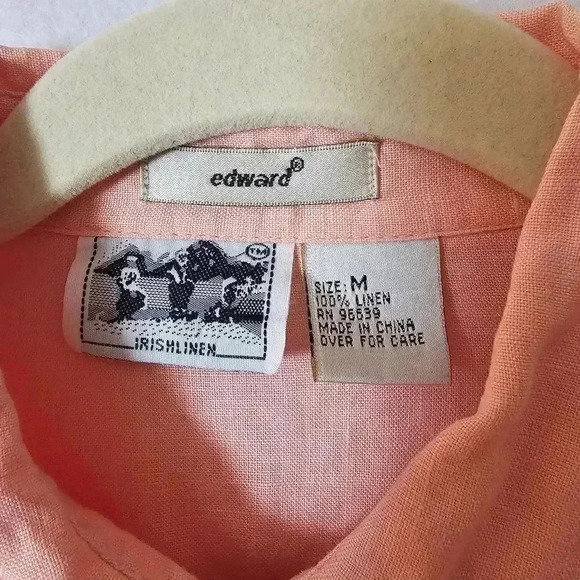 edward®
TM
IRISHLINEN
SIZE: M
100% LINEN
RN 96539
MADE IN CHINA
OVER FOR CARE